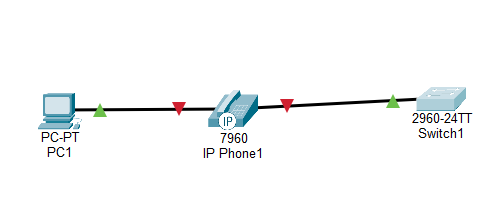 IP
PC-PT
PC1
7960
IP Phone1
2960-24TT
Switch1